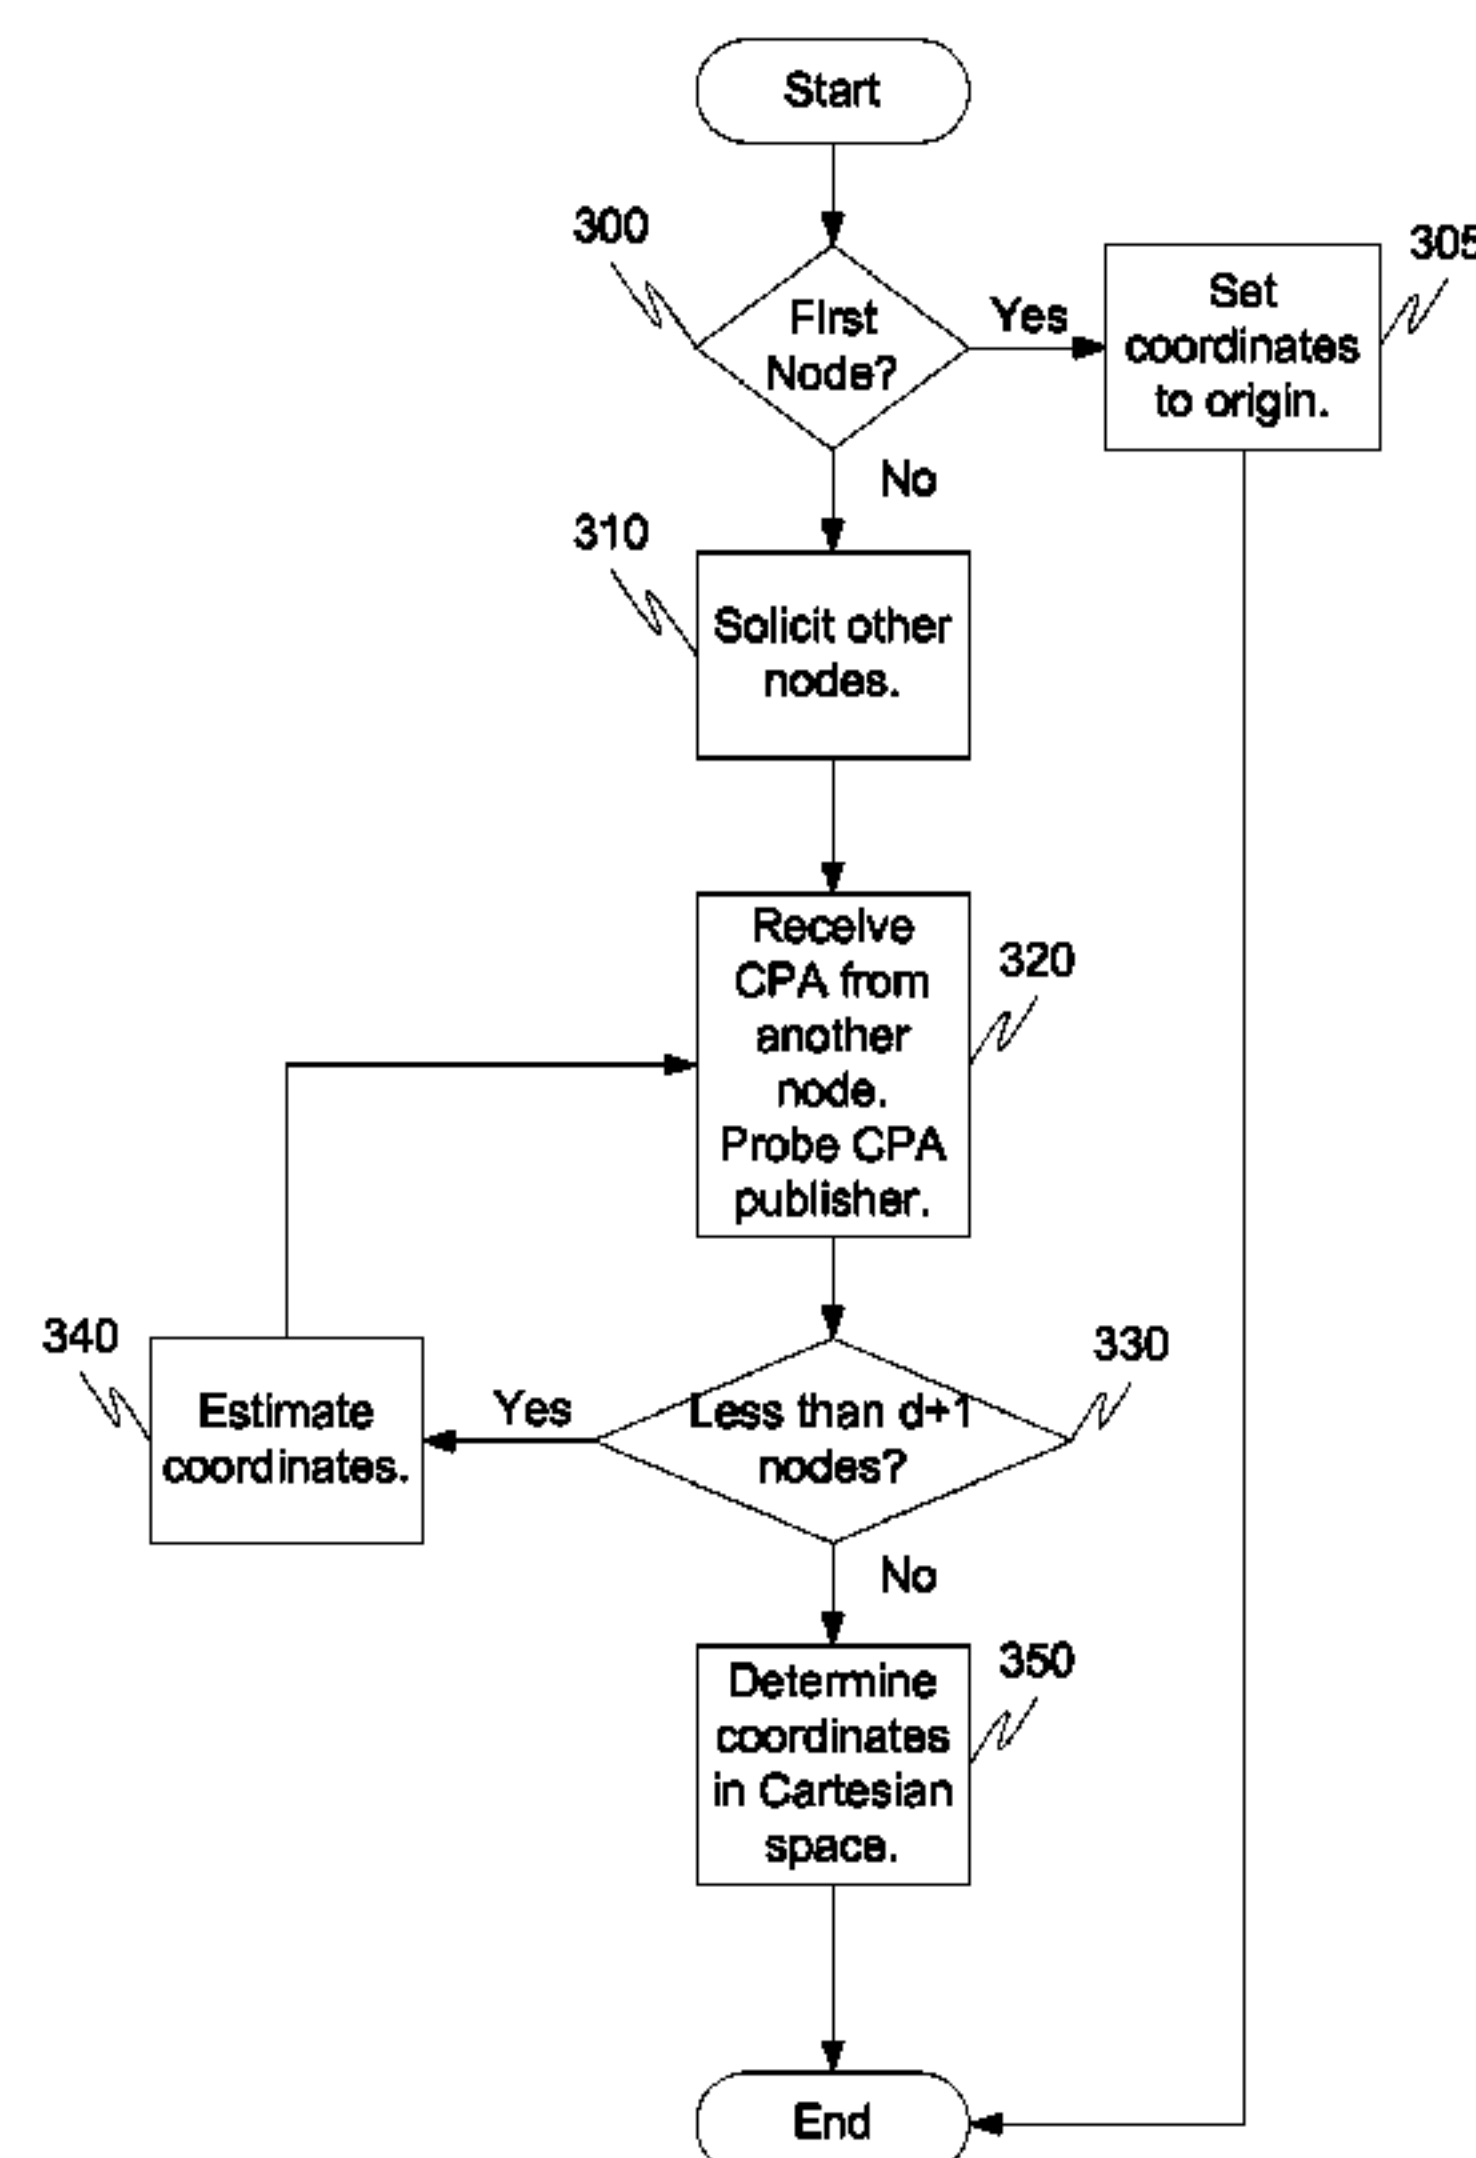 Start
300
First
Node?
Yes
Set
coordinates
to origin.
305
No
310
Solicit other
nodes.
Receive
CPA from
another
node.
Probe CPA
publisher.
320
340
Estimate
coordinates.
Yes
Less than d+1
nodes?
330
No
Determine
coordinates
in Cartesian
space.
350
End